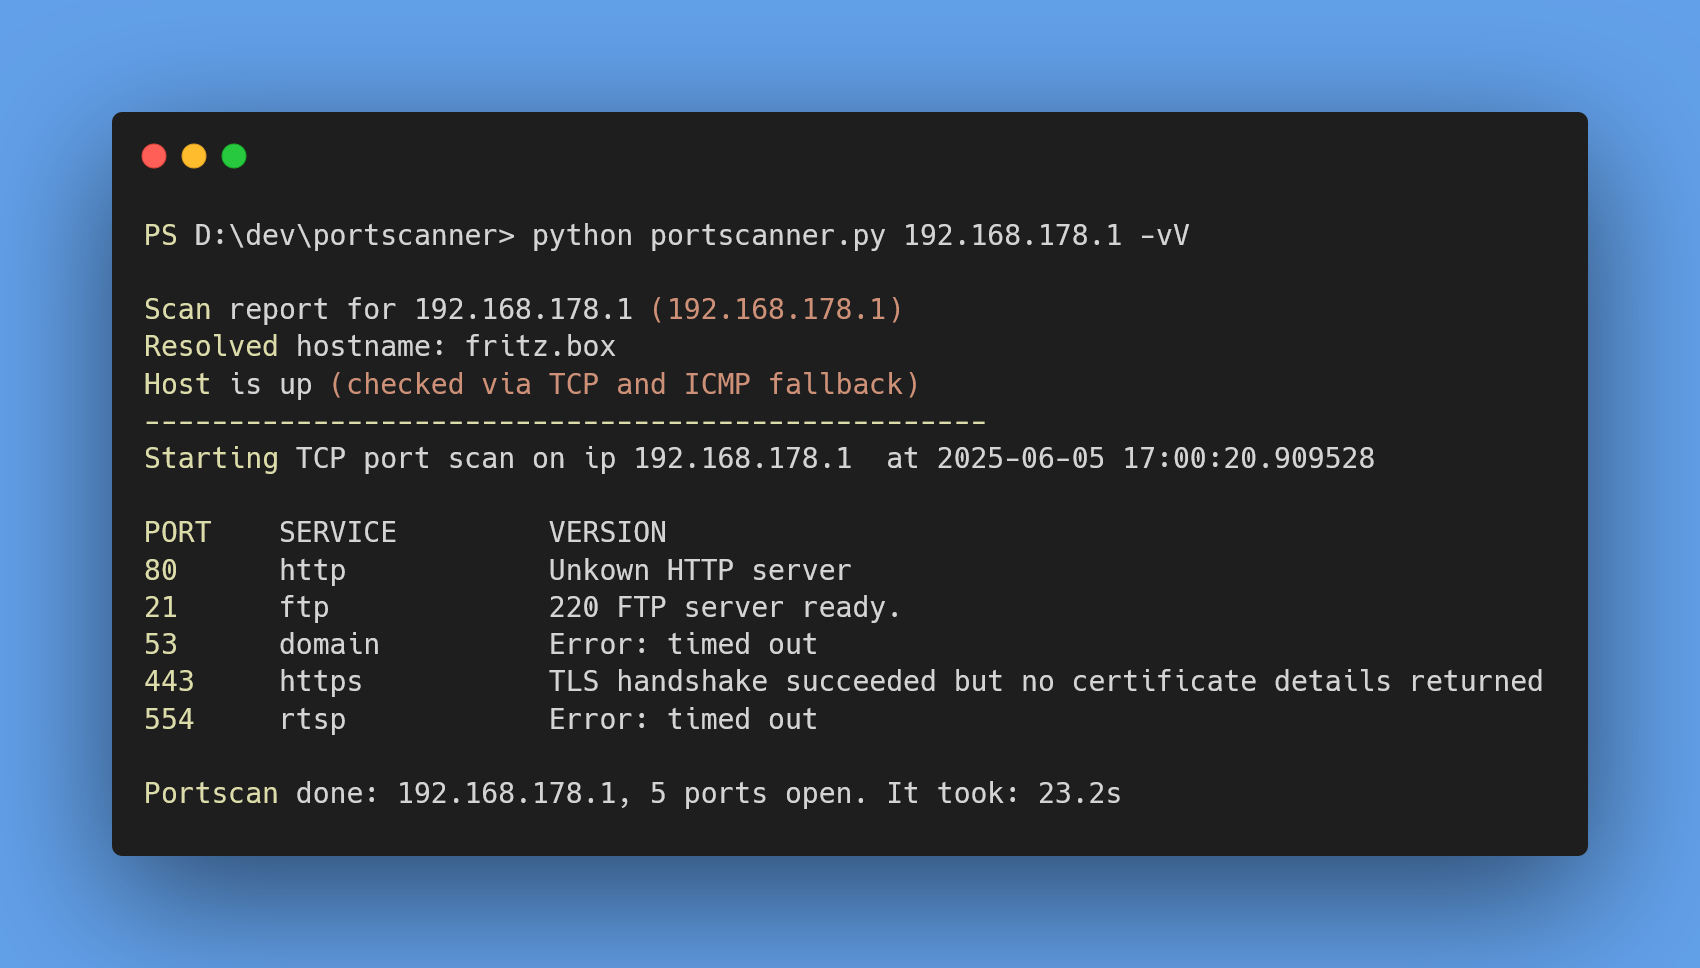 PS D:\dev\portscanner> python portscanner.py 192.168.178.1 -vV
Scan report for 192.168.178.1 (192.168.178.1)
Resolved hostname: fritz.box
Host is up (checked via TCP and ICMP fallback)
--------------------------------------------------
Starting TCP port scan on ip 192.168.178.1  at 2025-06-05 17:00:20.909528
PORT    SERVICE         VERSION
80      http            Unkown HTTP server
21      ftp             220 FTP server ready.
53      domain          Error: timed out
443     https           TLS handshake succeeded but no certificate details returned
554     rtsp            Error: timed out
Portscan done: 192.168.178.1, 5 ports open. It took: 23.2s